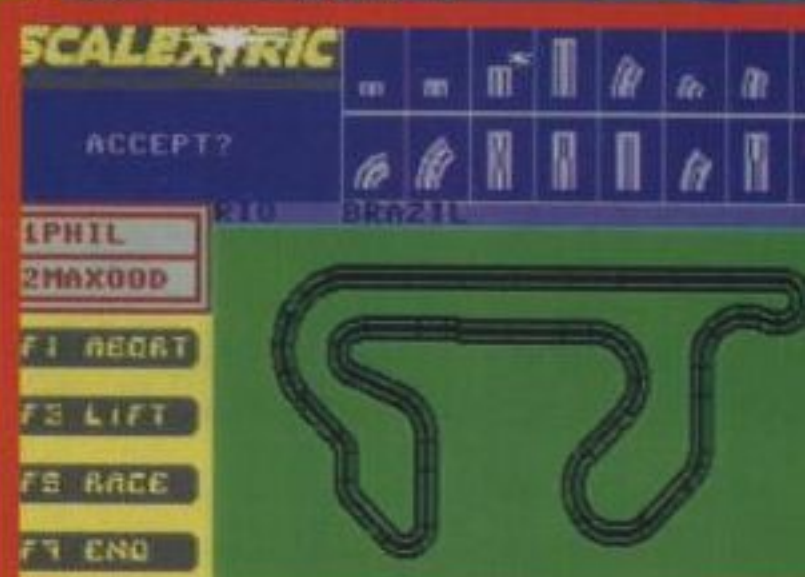 SCALEXTRIC
ACCEPT?
RIO BRAZIL
1PHIL
2MAXOOD
F1 ABORT
F3 LIFT
F5 RACE
F7 END